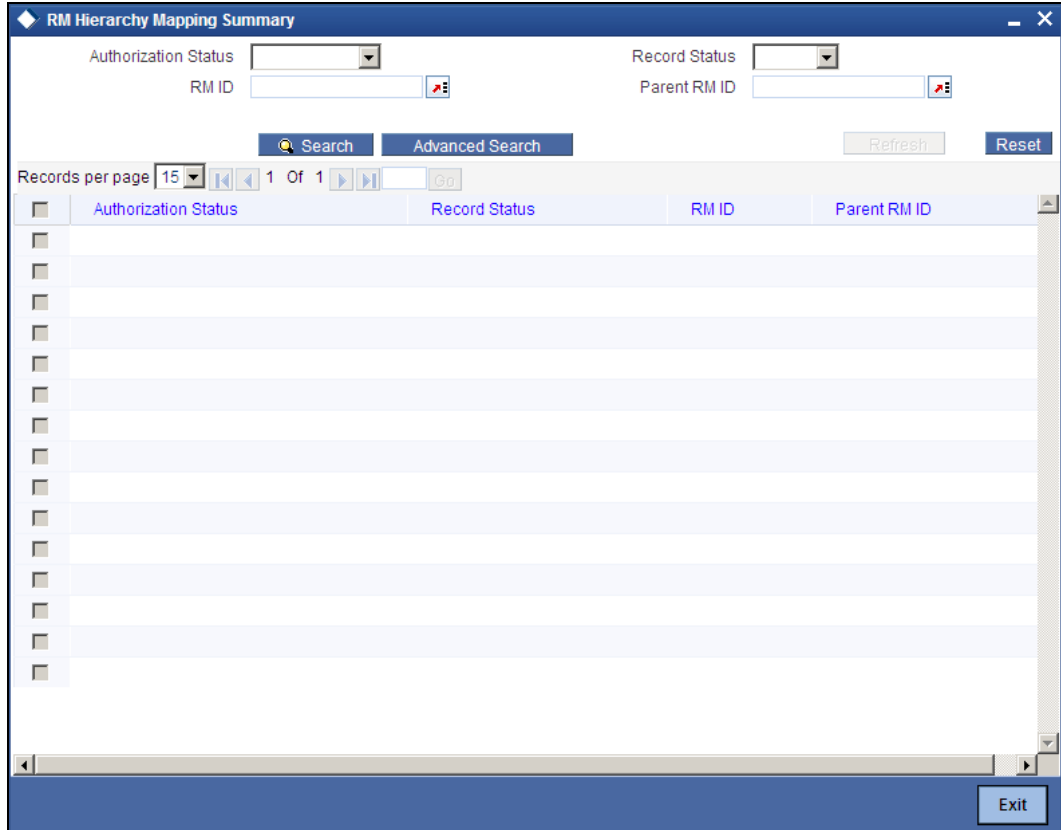 RM Hierarchy Mapping Summary
Authorization Status Record Status
RM ID Parent RM ID
Search Advanced Search Refresh Reset
Records per page 15 1 Of 1 Go
Authorization Status Record Status RM ID Parent RM ID
Exit